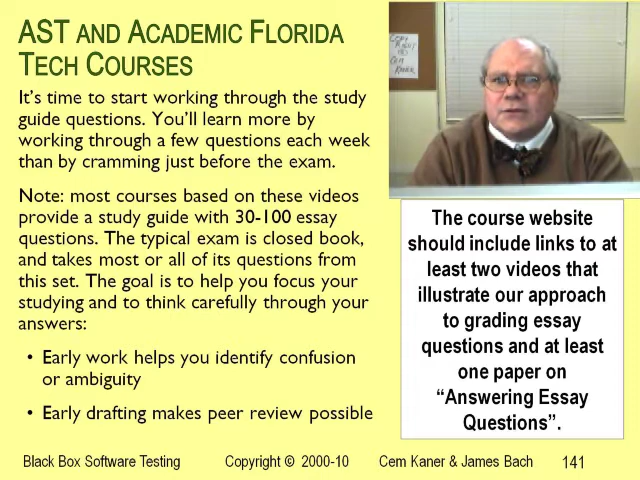 AST AND ACADEMIC FLORIDA
TECH COURSES
It's time to start working through the study
guide questions. You'll learn more by
working through a few questions each week
than by cramming just before the exam.
Note: most courses based on these videos
provide a study guide with 30-100 essay
questions. The typical exam is closed book,
and takes most or all of its questions from
this set. The goal is to help you focus your
studying and to think carefully through your
answers:
• Early work helps you identify confusion
or ambiguity
• Early drafting makes peer review possible
The course website
should include links to at
least two videos that
illustrate our approach
to grading essay
questions and at least
one paper on
“Answering Essay
Questions”.
Black Box Software Testing Copyright © 2000-10 Cem Kaner & James Bach 141